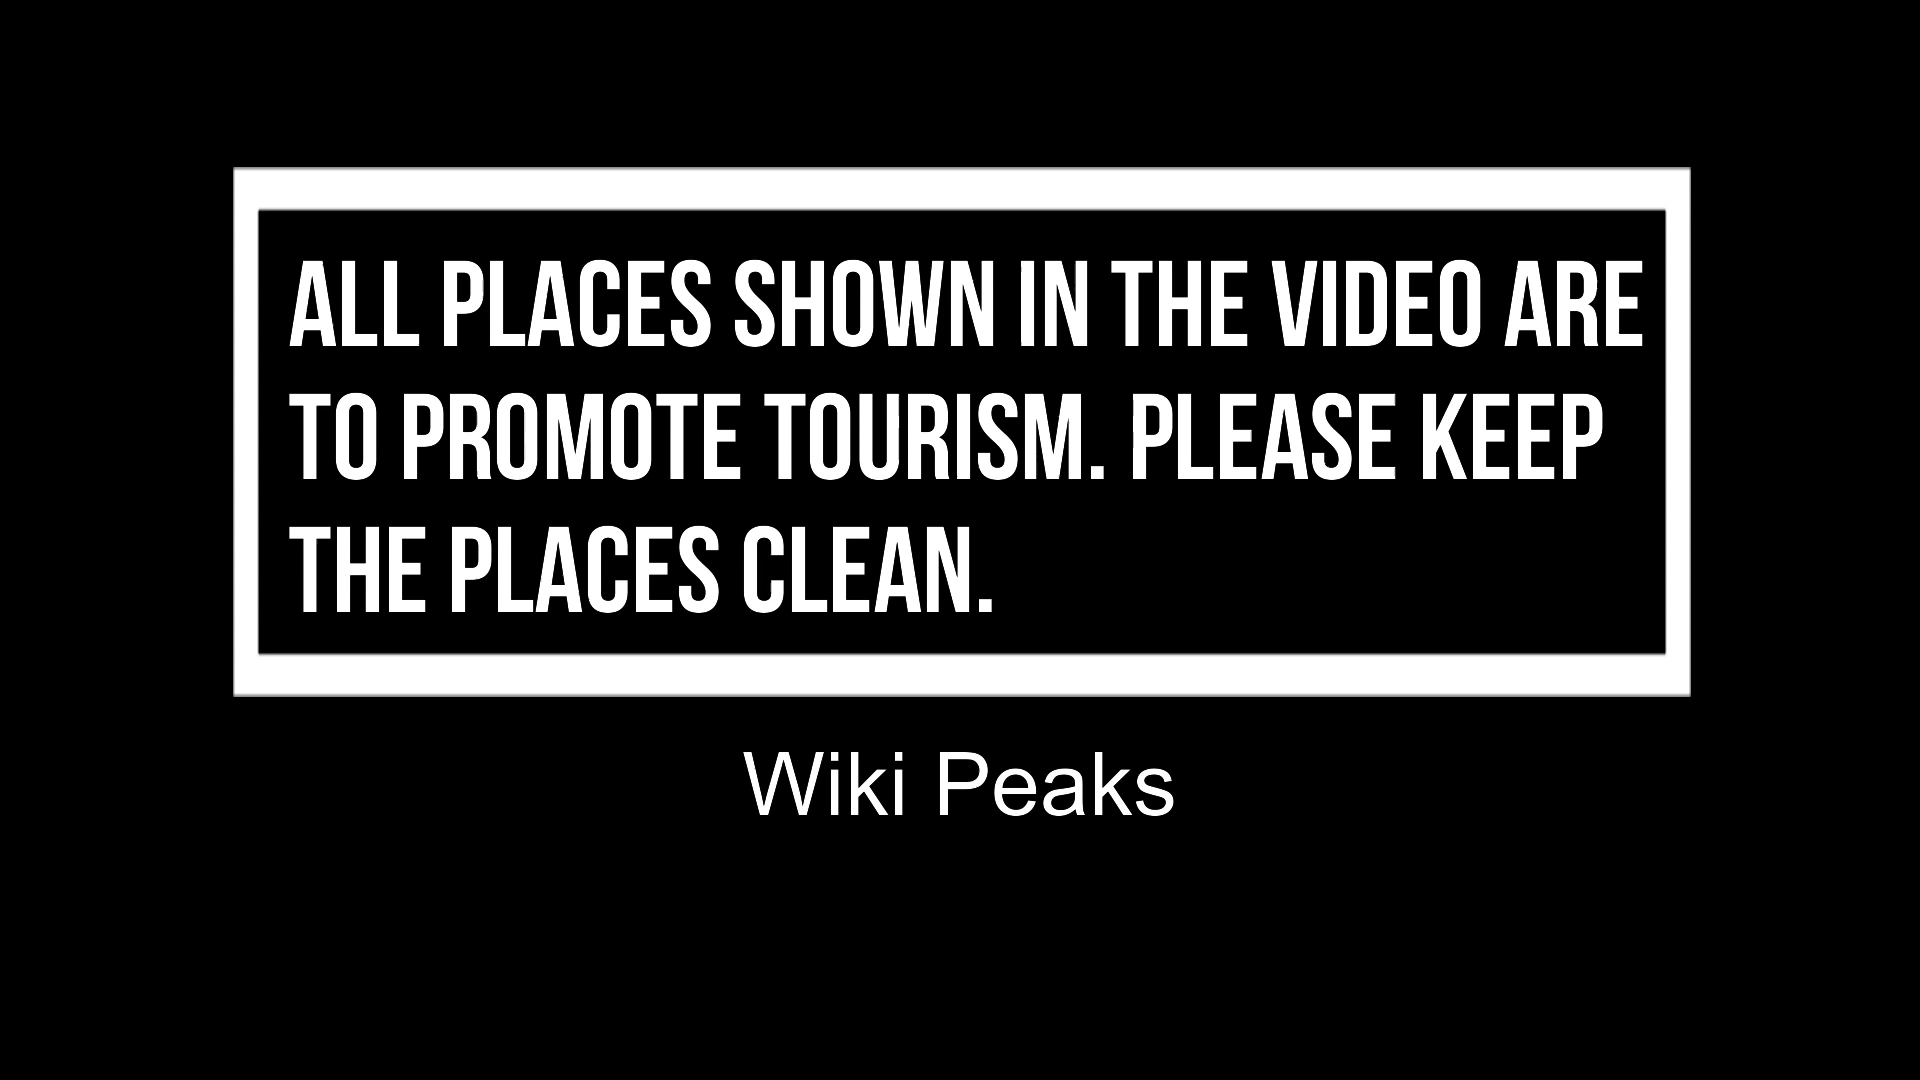 ALL PLACES SHOWN IN THE VIDEO ARE
TO PROMOTE TOURISM. PLEASE KEEP
THE PLACES CLEAN.
Wiki Peaks